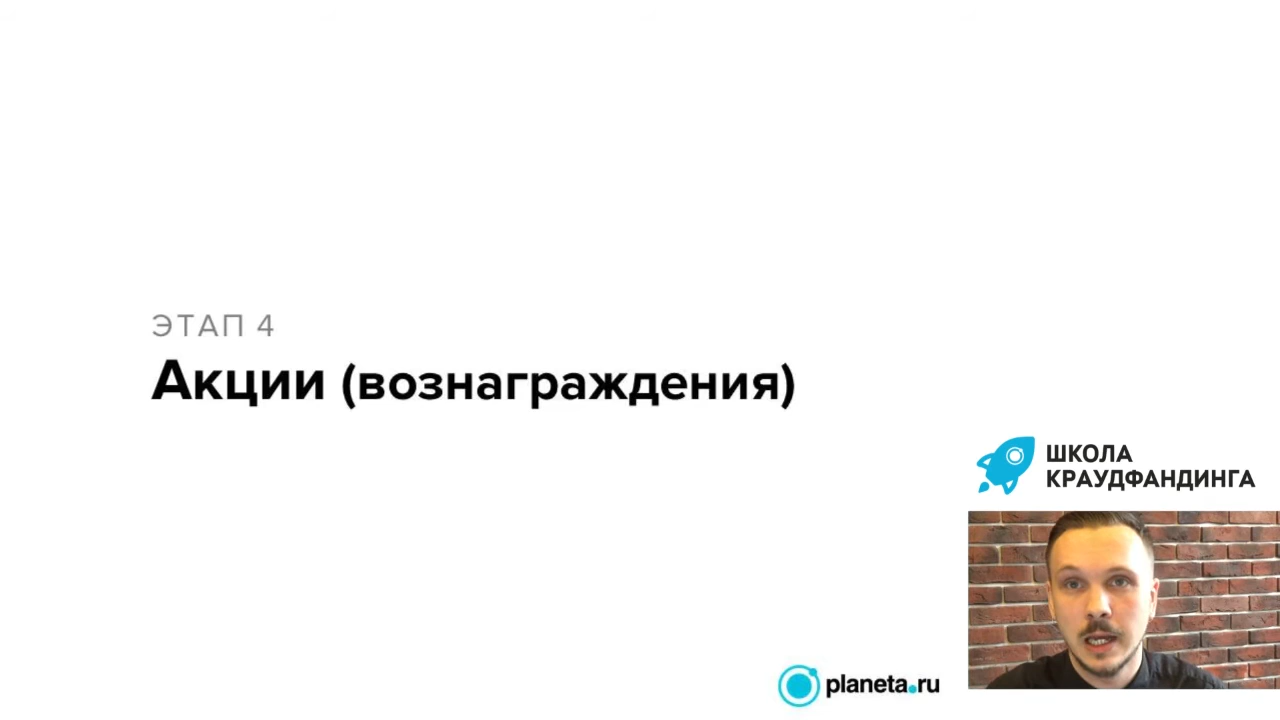 ЭТАП 4
Акции (вознаграждения)
ШКОЛА
КРАУДФАНДИНГА
planeta.ru